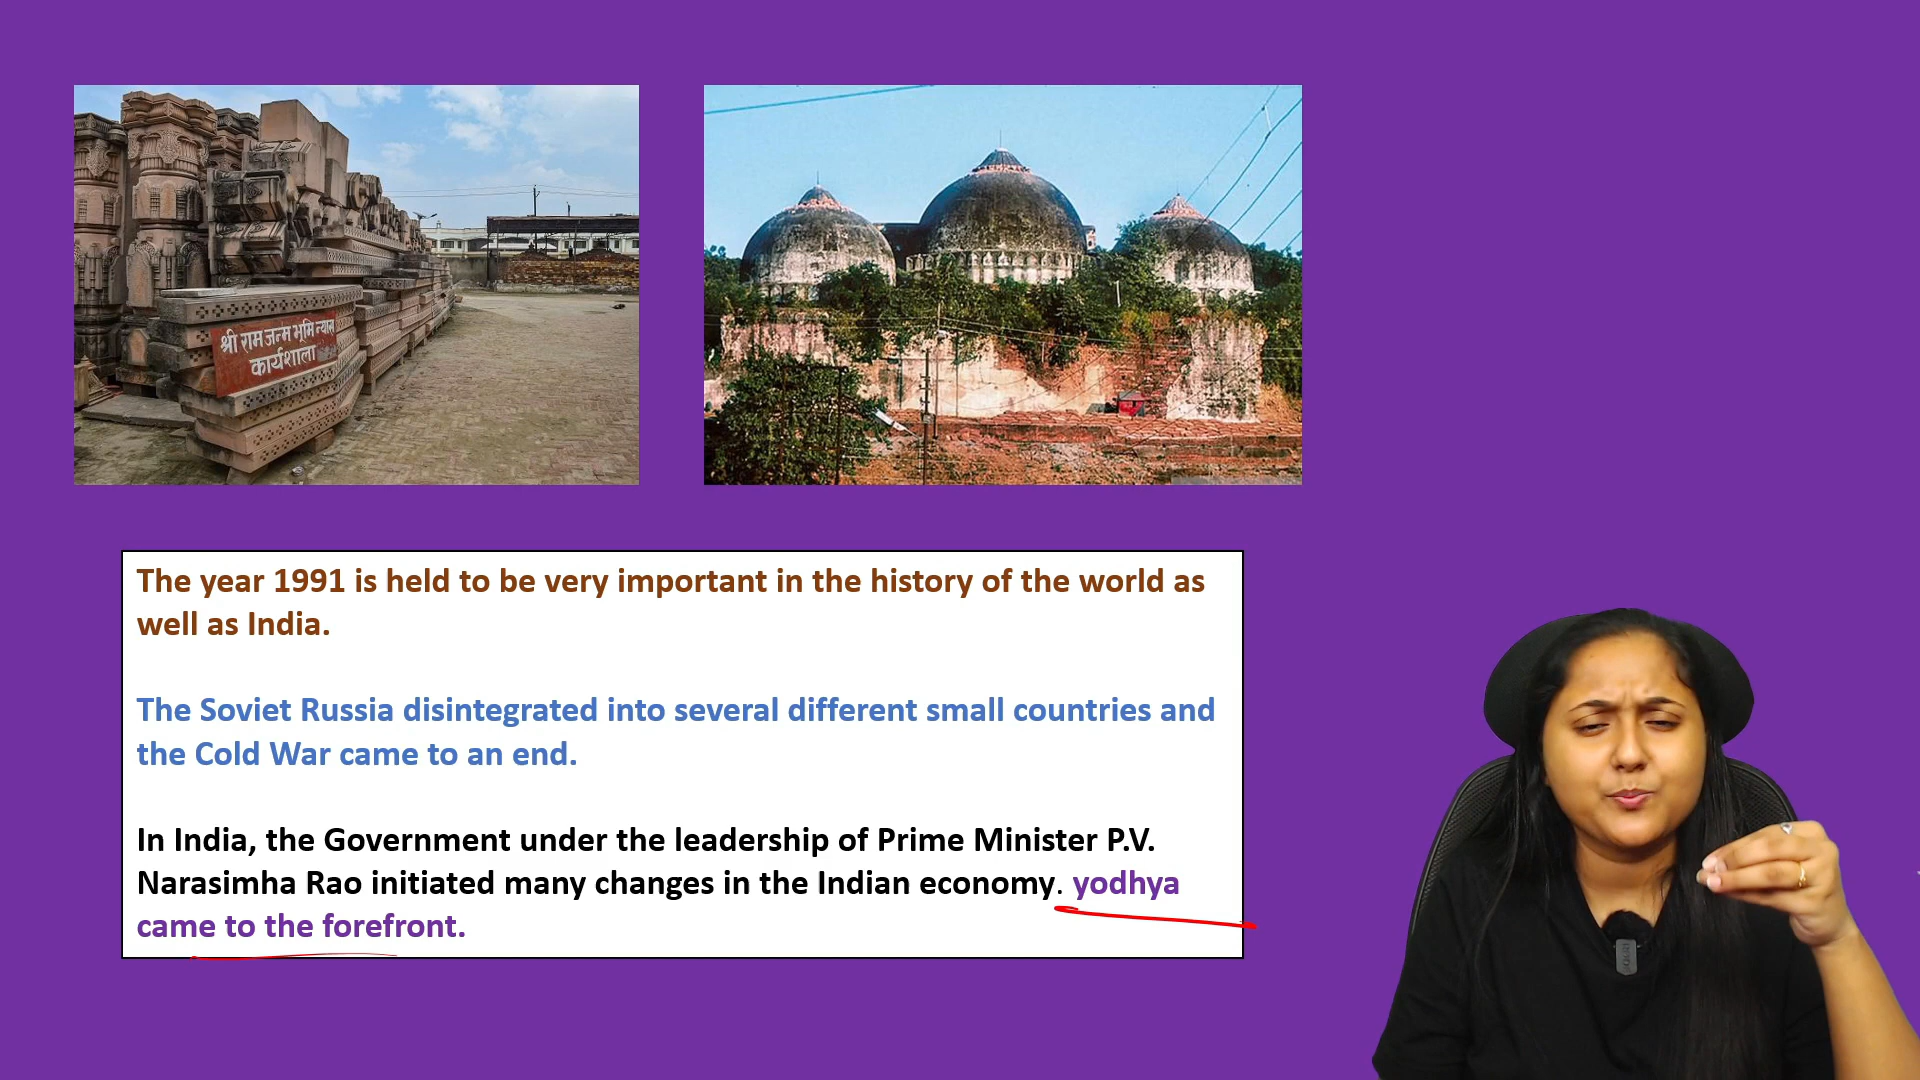 श्री राम जन्म भूमि न्यास
कार्यशाला
The year 1991 is held to be very important in the history of the world as
well as India.
The Soviet Russia disintegrated into several different small countries and
the Cold War came to an end.
In India, the Government under the leadership of Prime Minister P.V.
Narasimha Rao initiated many changes in the Indian economy. yodhya
came to the forefront.